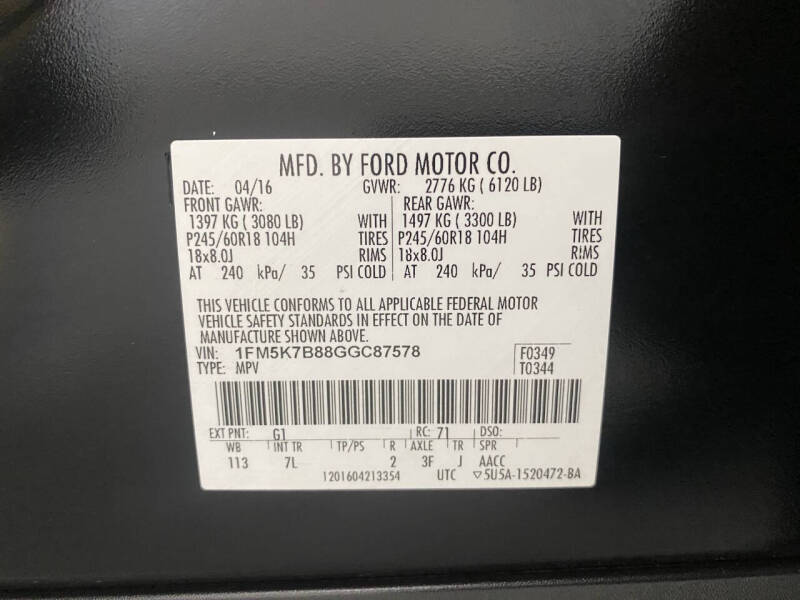 MFD. BY FORD MOTOR CO.
DATE: 04/16 GVWR: 2776 KG ( 6120 LB)
FRONT GAWR: REAR GAWR:
1397 KG ( 3080 LB) WITH 1497 KG ( 3300 LB) WITH
P245/60R18 104H TIRES P245/60R18 104H TIRES
18x8.0J RIMS 18x8.0J RIMS
AT 240 kPa/ 35 PSI COLD AT 240 kPa/ 35 PSI COLD
THIS VEHICLE CONFORMS TO ALL APPLICABLE FEDERAL MOTOR
VEHICLE SAFETY STANDARDS IN EFFECT ON THE DATE OF
MANUFACTURE SHOWN ABOVE.
VIN: 1FM5K7B88GGC87578 F0349
TYPE: MPV T0344
EXT PNT: G1 RC: 71 DSO:
WB INT TR TP/PS R AXLE TR SPR
113 7L 2 3F J AACC
1201604213354 UTC ▽5U5A-1520472-BA